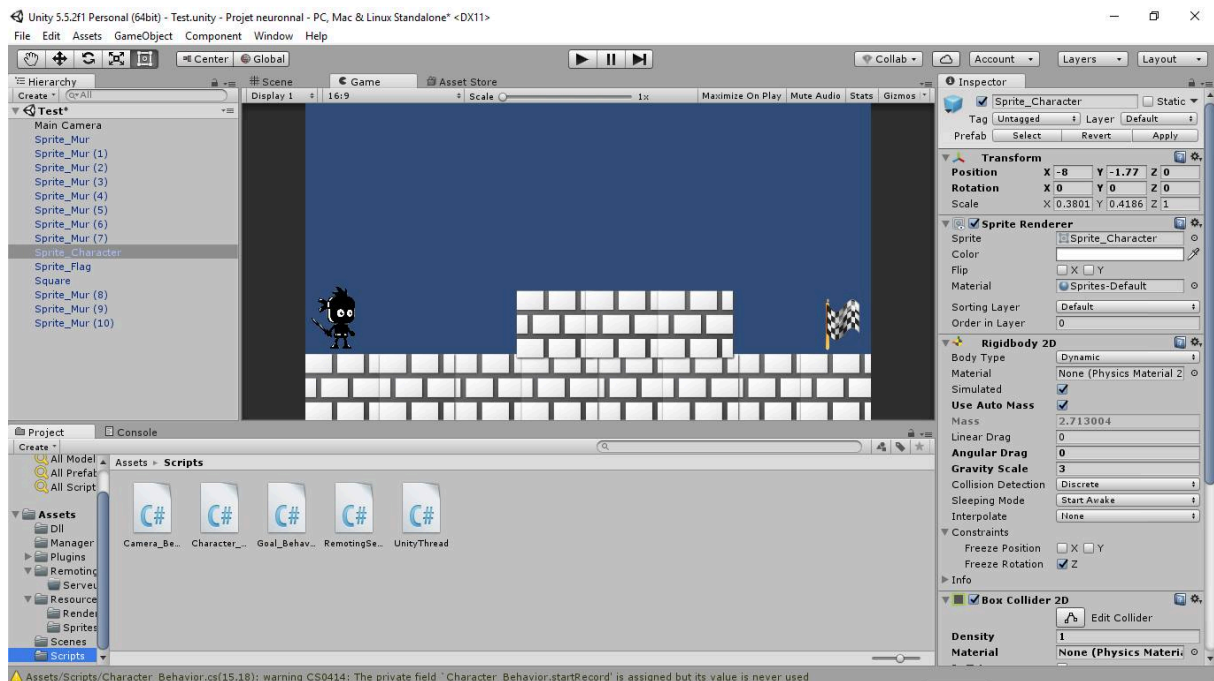 Unity 5.5.2f1 Personal (64bit) - Test.unity - Projet neuronnal - PC, Mac & Linux Standalone* <DX11>
File Edit Assets GameObject Component Window Help
Center Global Collab Account Layers Layout
Hierarchy
Create All
Test*
Main Camera
Sprite_Mur
Sprite_Mur (1)
Sprite_Mur (2)
Sprite_Mur (3)
Sprite_Mur (4)
Sprite_Mur (5)
Sprite_Mur (6)
Sprite_Mur (7)
Sprite_Character
Sprite_Flag
Square
Sprite_Mur (8)
Sprite_Mur (9)
Sprite_Mur (10)
Scene Game Asset Store
Display 1 16:9 Scale 1x Maximize On Play Mute Audio Stats Gizmos
Inspector
Sprite_Character Static
Tag Untagged Layer Default
Prefab Select Revert Apply
Transform
Position X -8 Y -1.77 Z 0
Rotation X 0 Y 0 Z 0
Scale X 0.3801 Y 0.4186 Z 1
Sprite Renderer
Sprite Sprite_Character
Color
Flip X Y
Material Sprites-Default
Sorting Layer Default
Order in Layer 0
Rigidbody 2D
Body Type Dynamic
Material None (Physics Material 2
Simulated
Use Auto Mass
Mass 2.713004
Linear Drag 0
Angular Drag 0
Gravity Scale 3
Collision Detection Discrete
Sleeping Mode Start Awake
Interpolate None
Constraints
Freeze Position X Y
Freeze Rotation Z
Info
Box Collider 2D
Edit Collider
Density 1
Material None (Physics Materi
Project Console
Create
All Model
All Prefab
All Script
Assets
Dll
Manager
Plugins
Remoting
Serveu
Resource
Render
Sprites
Scenes
Scripts
Assets Scripts
C# C# C# C# C#
Camera_Be... Character_... Goal_Behav... RemotingSe... UnityThread
Assets/Scripts/Character_Behavior.cs(15,18): warning CS0414: The private field `Character_Behavior.startRecord' is assigned but its value is never used